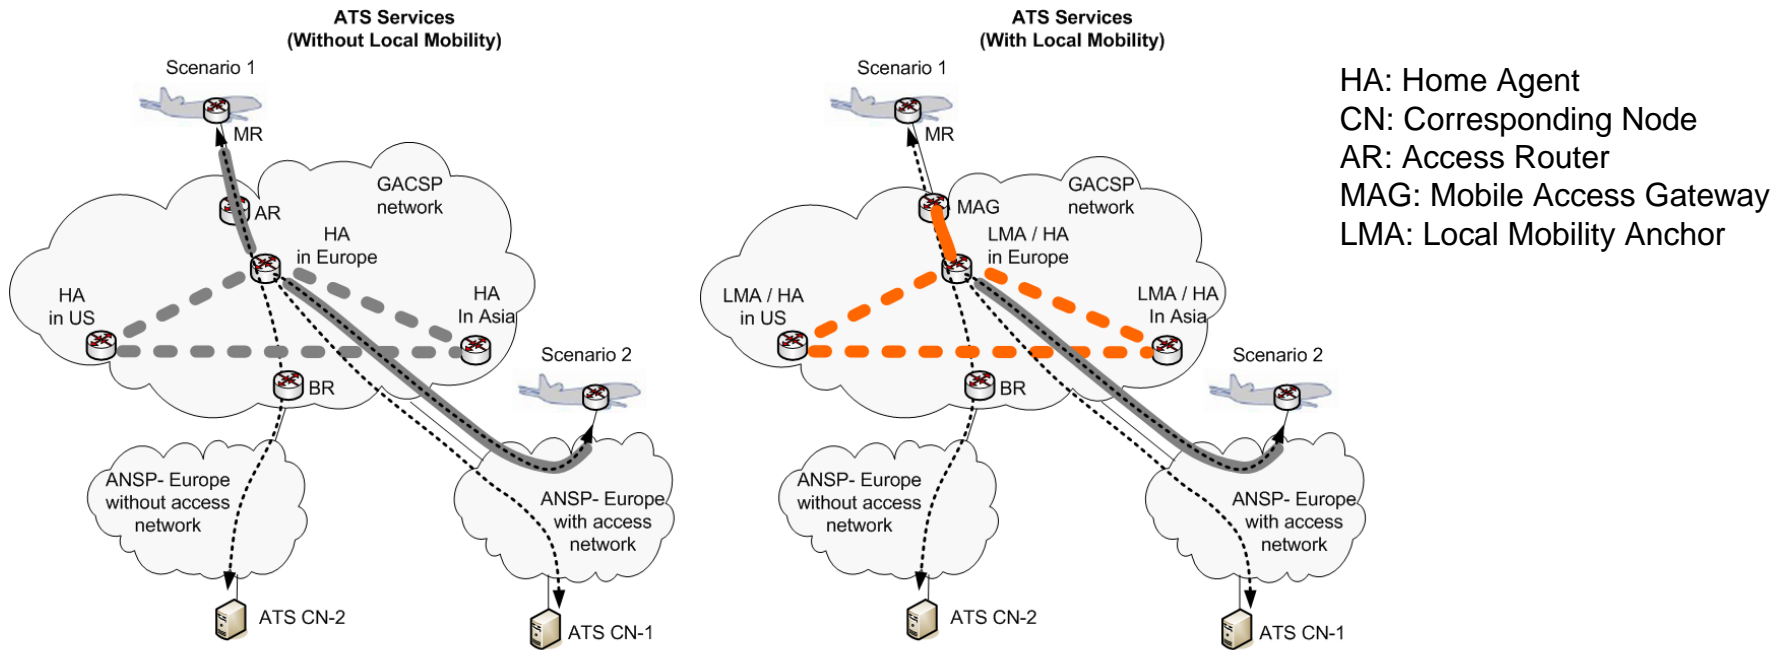 ATS Services
(Without Local Mobility)
Scenario 1
MR
GACSP
network
AR
HA
in Europe
HA
in US
HA
In Asia
Scenario 2
BR
ANSP- Europe
without access
network
ANSP- Europe
with access
network
ATS CN-2
ATS CN-1
ATS Services
(With Local Mobility)
Scenario 1
MR
GACSP
network
MAG
LMA / HA
in Europe
LMA / HA
in US
LMA / HA
In Asia
Scenario 2
BR
ANSP- Europe
without access
network
ANSP- Europe
with access
network
ATS CN-2
ATS CN-1
HA: Home Agent
CN: Corresponding Node
AR: Access Router
MAG: Mobile Access Gateway
LMA: Local Mobility Anchor